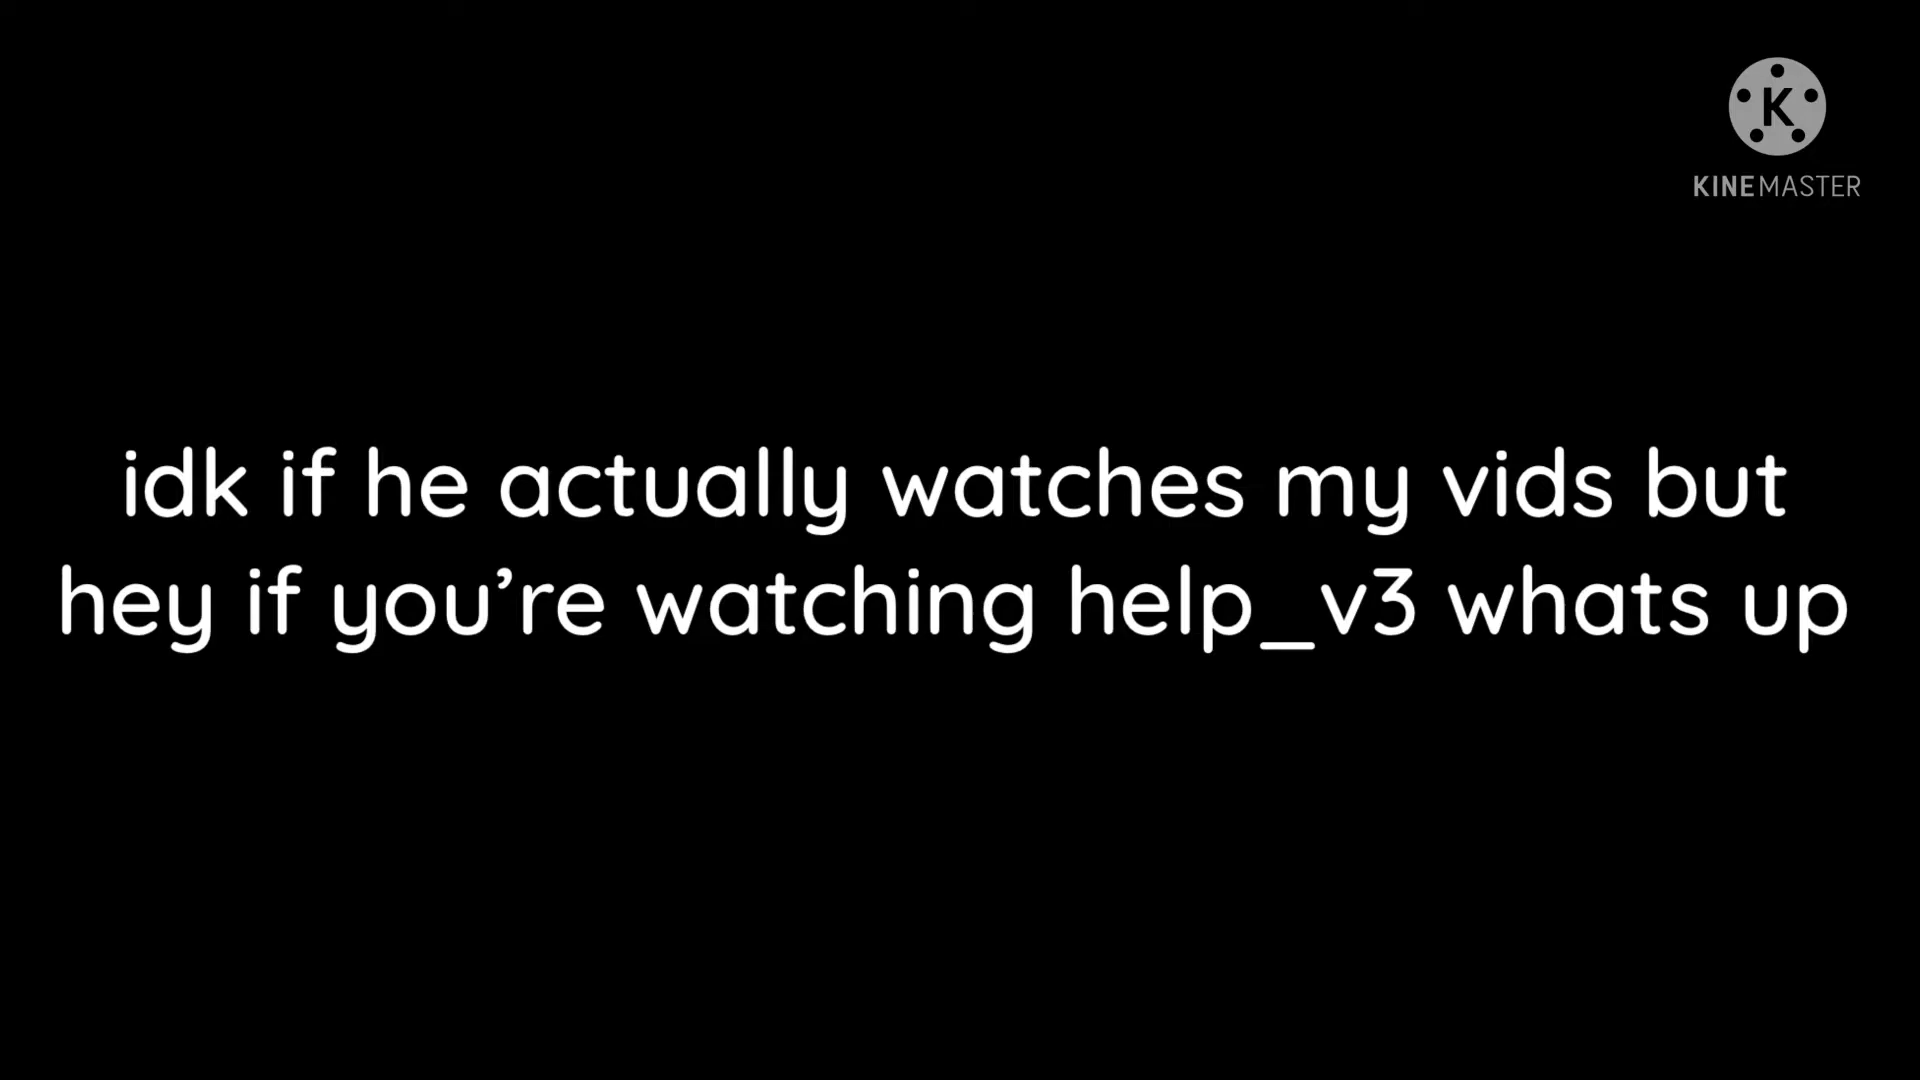 K
KINEMASTER
idk if he actually watches my vids but
hey if you’re watching help_v3 whats up